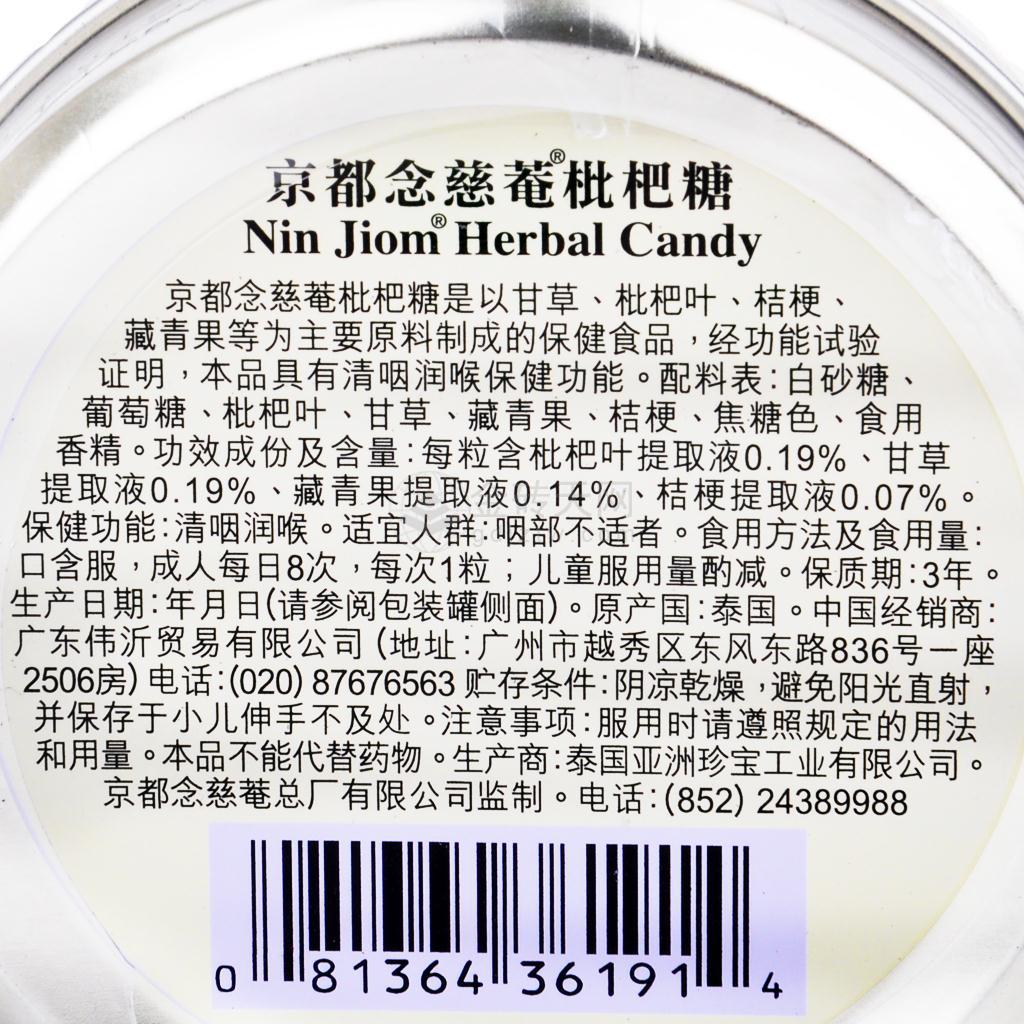 京都念慈菴®枇杷糖
Nin Jiom® Herbal Candy
京都念慈菴枇杷糖是以甘草、枇杷叶、桔梗、
藏青果等为主要原料制成的保健食品，经功能试验
证明，本品具有清咽润喉保健功能。配料表:白砂糖、
葡萄糖、枇杷叶、甘草、藏青果、桔梗、焦糖色、食用
香精。功效成份及含量:每粒含枇杷叶提取液0.19%、甘草
提取液0.19%、藏青果提取液0.14%、桔梗提取液0.07%。
保健功能:清咽润喉。适宜人群:咽部不适者。食用方法及食用量:
口含服，成人每日8次，每次1粒；儿童服用量酌减。保质期:3年。
生产日期:年月日(请参阅包装罐侧面)。原产国:泰国。中国经销商:
广东伟沂贸易有限公司(地址:广州市越秀区东风东路836号一座
2506房)电话:(020) 87676563 贮存条件:阴凉乾燥，避免阳光直射，
并保存于小儿伸手不及处。注意事项:服用时请遵照规定的用法
和用量。本品不能代替药物。生产商:泰国亚洲珍宝工业有限公司。
京都念慈菴总厂有限公司监制。电话:(852) 24389988
0 81364 36191 4